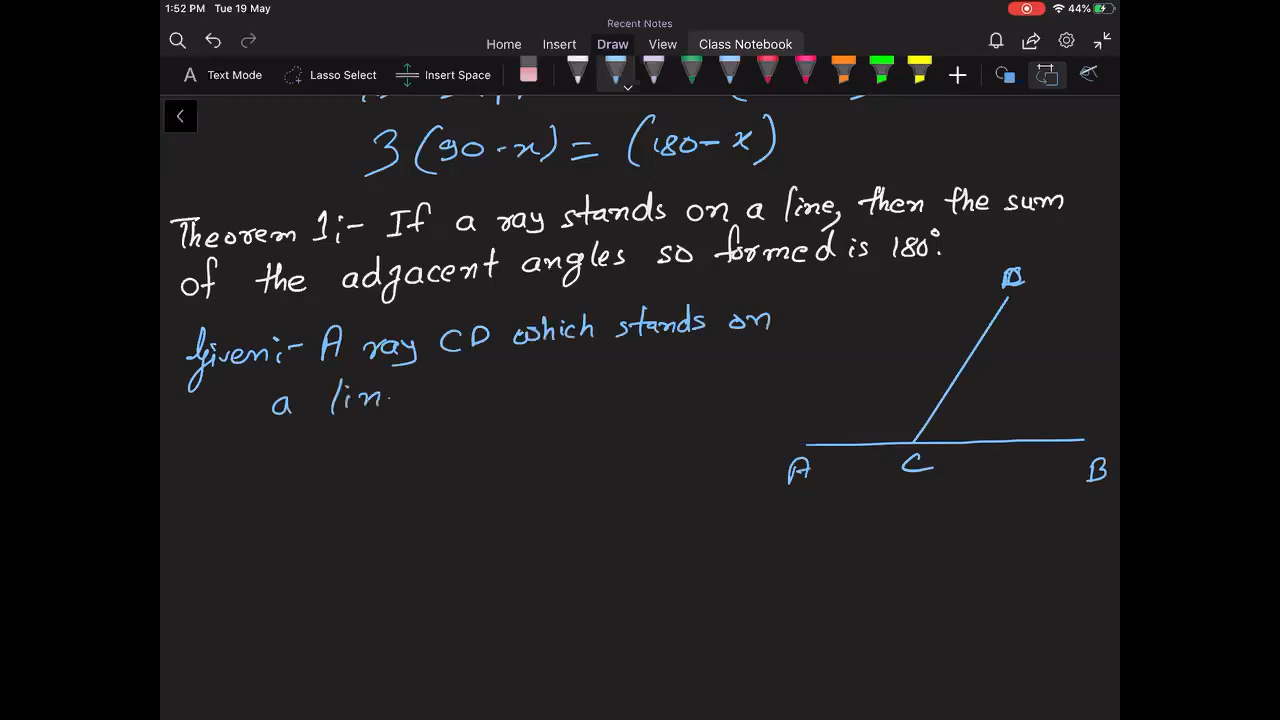 1:52 PM Tue 19 May
44%
Recent Notes
Home Insert Draw View Class Notebook
Text Mode Lasso Select Insert Space
3(90-x) = (180-x)
Theorem 1:- If a ray stands on a line, then the sum
of the adjacent angles so formed is 180°.
Given:- A ray CD which stands on
a lin
D
A C B